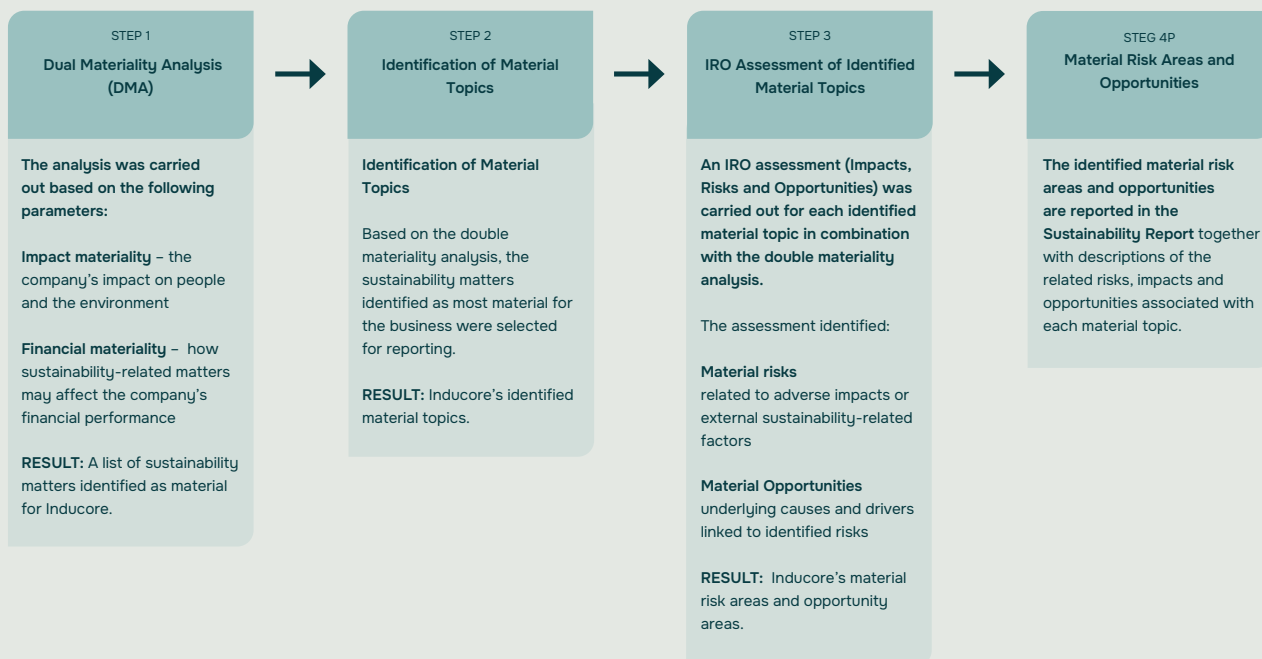 STEP 1
Dual Materiality Analysis
(DMA)
The analysis was carried
out based on the following
parameters:
Impact materiality – the
company's impact on people
and the environment
Financial materiality – how
sustainability-related matters
may affect the company's
financial performance
RESULT: A list of sustainability
matters identified as material
for Inducore.
STEP 2
Identification of Material
Topics
Identification of Material
Topics
Based on the double
materiality analysis, the
sustainability matters
identified as most material for
the business were selected
for reporting.
RESULT: Inducore's identified
material topics.
STEP 3
IRO Assessment of Identified
Material Topics
An IRO assessment (Impacts,
Risks and Opportunities) was
carried out for each identified
material topic in combination
with the double materiality
analysis.
The assessment identified:
Material risks
related to adverse impacts or
external sustainability-related
factors
Material Opportunities
underlying causes and drivers
linked to identified risks
RESULT: Inducore's material
risk areas and opportunity
areas.
STEG 4P
Material Risk Areas and
Opportunities
The identified material risk
areas and opportunities
are reported in the
Sustainability Report together
with descriptions of the
related risks, impacts and
opportunities associated with
each material topic.